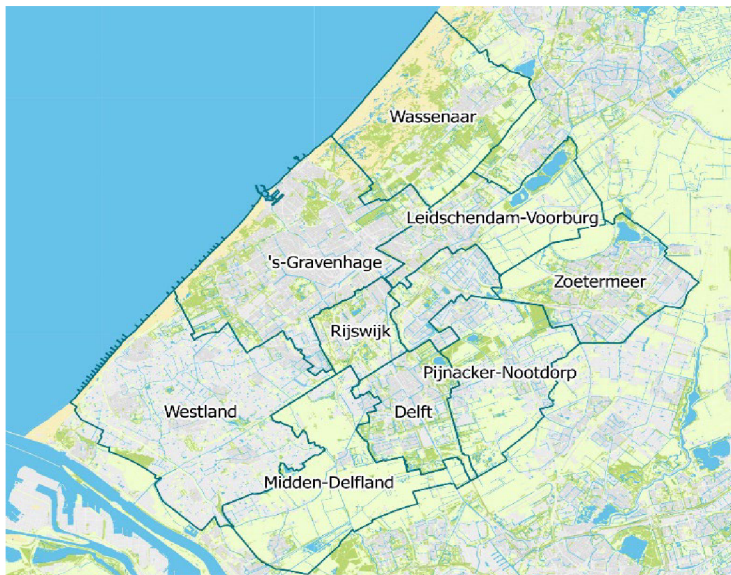 Wassenaar
Leidschendam-Voorburg
's-Gravenhage
Zoetermeer
Rijswijk
Pijnacker-Nootdorp
Westland
Delft
Midden-Delfland